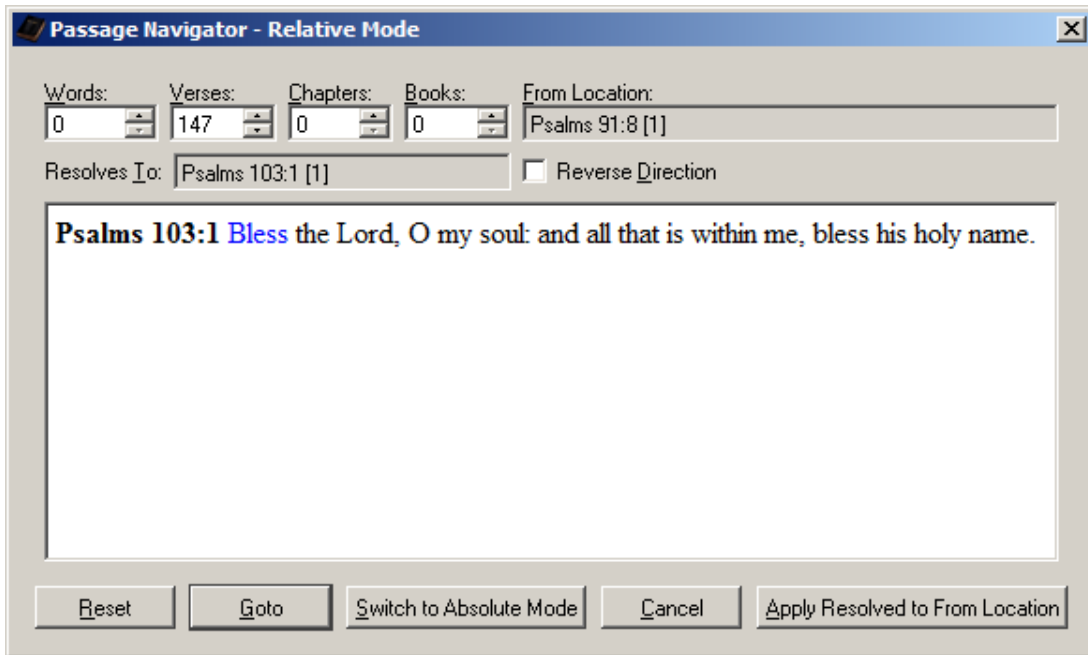 Passage Navigator - Relative Mode
Words: Verses: Chapters: Books: From Location:
0 147 0 0 Psalms 91:8 [1]
Resolves To: Psalms 103:1 [1] Reverse Direction
Psalms 103:1 Bless the Lord, O my soul: and all that is within me, bless his holy name.
Reset Goto Switch to Absolute Mode Cancel Apply Resolved to From Location